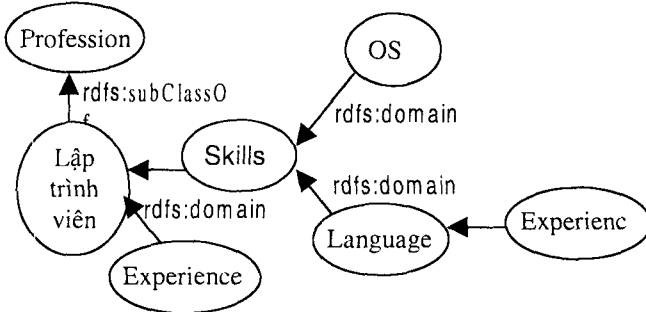 Profession
OS
rdfs:subClassO
f
rdfs:domain
Skills
Lập
trình
viên
rdfs:domain
rdfs:domain
Experienc
Language
Experience